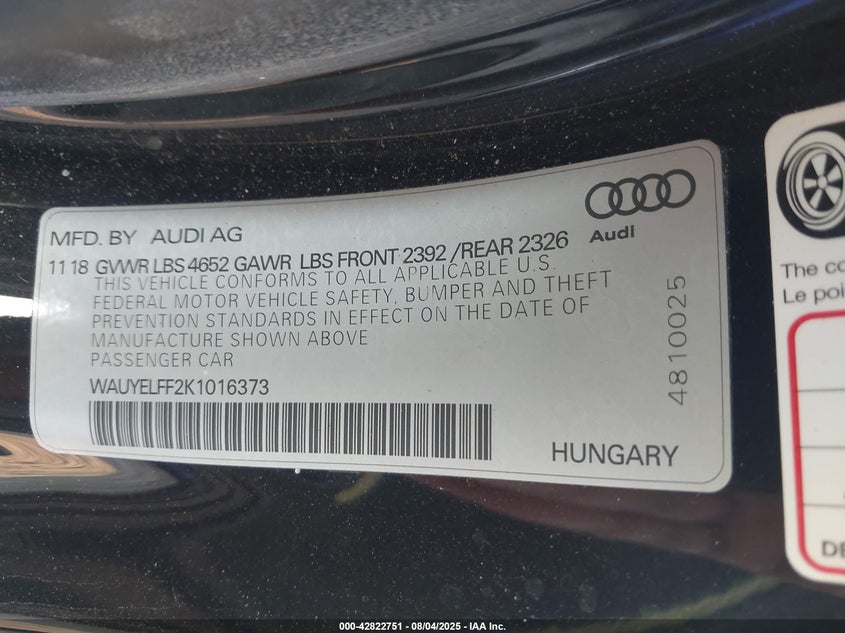 MFD. BY AUDI AG
Audi
11 18 GVWR LBS 4652 GAWR LBS FRONT 2392 /REAR 2326
THIS VEHICLE CONFORMS TO ALL APPLICABLE U.S.
FEDERAL MOTOR VEHICLE SAFETY, BUMPER AND THEFT
PREVENTION STANDARDS IN EFFECT ON THE DATE OF
MANUFACTURE SHOWN ABOVE
PASSENGER CAR
WAUYELFF2K1016373
HUNGARY
4810025
The co
Le poi
DE
000-42822751 - 08/04/2025 - IAA Inc.